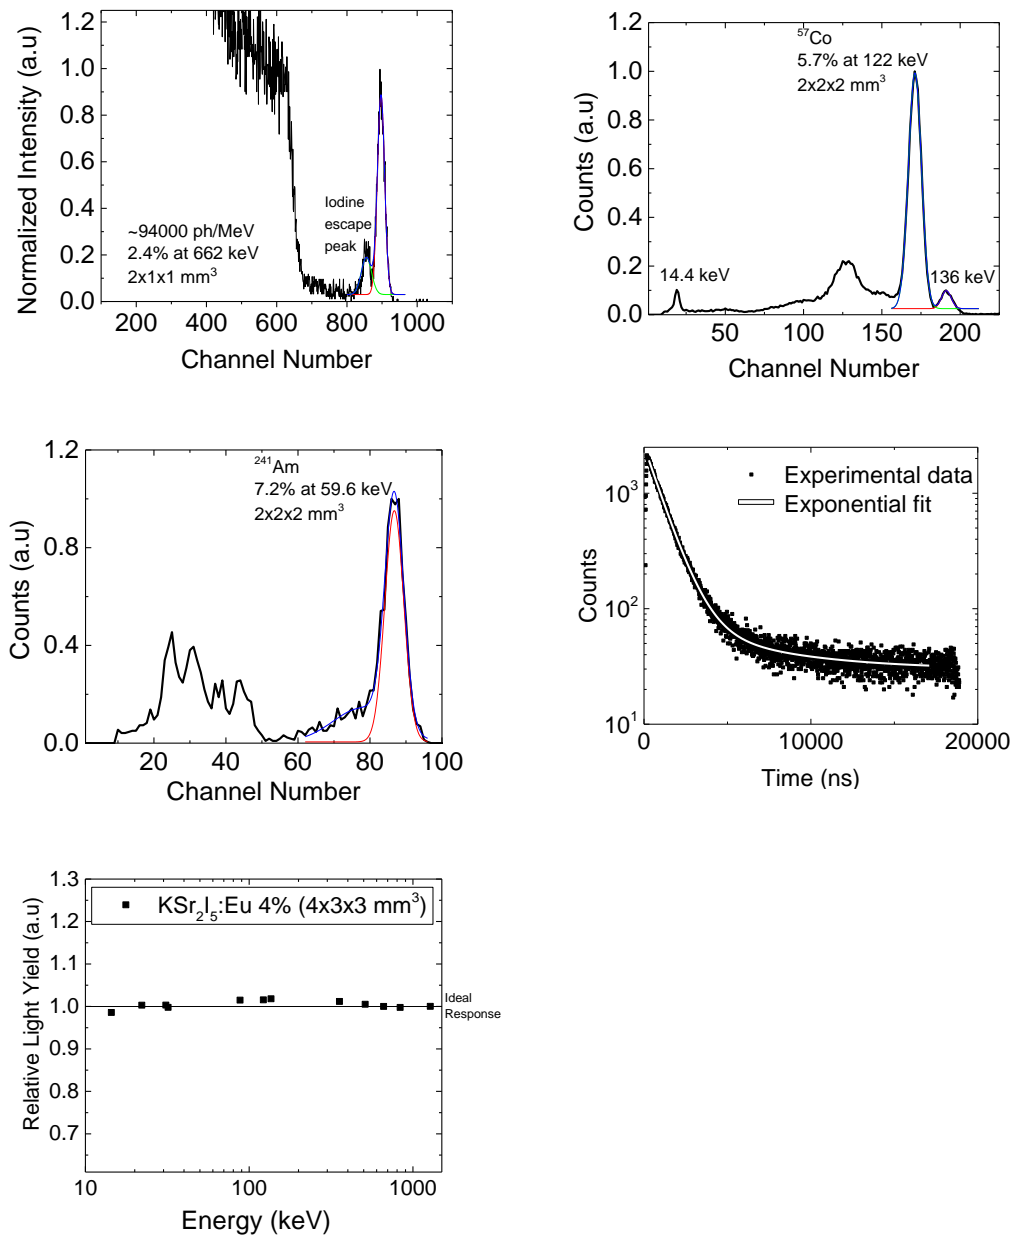 Normalized Intensity (a.u)
1.2
1.0
0.8
0.6
0.4
0.2
0.0
Iodine
escape
peak
~94000 ph/MeV
2.4% at 662 keV
2x1x1 mm³
200 400 600 800 1000
Channel Number
Counts (a.u)
1.2
1.0
0.8
0.6
0.4
0.2
0.0
⁵⁷Co
5.7% at 122 keV
2x2x2 mm³
14.4 keV
136 keV
50 100 150 200
Channel Number
Counts (a.u)
1.2
0.8
0.4
0.0
²⁴¹Am
7.2% at 59.6 keV
2x2x2 mm³
20 40 60 80 100
Channel Number
Counts
10³
10²
10¹
Experimental data
Exponential fit
0 10000 20000
Time (ns)
Relative Light Yield (a.u)
1.3
1.2
1.1
1.0
0.9
0.8
0.7
KSr₂I₅:Eu 4% (4x3x3 mm³)
Ideal
Response
10 100 1000
Energy (keV)